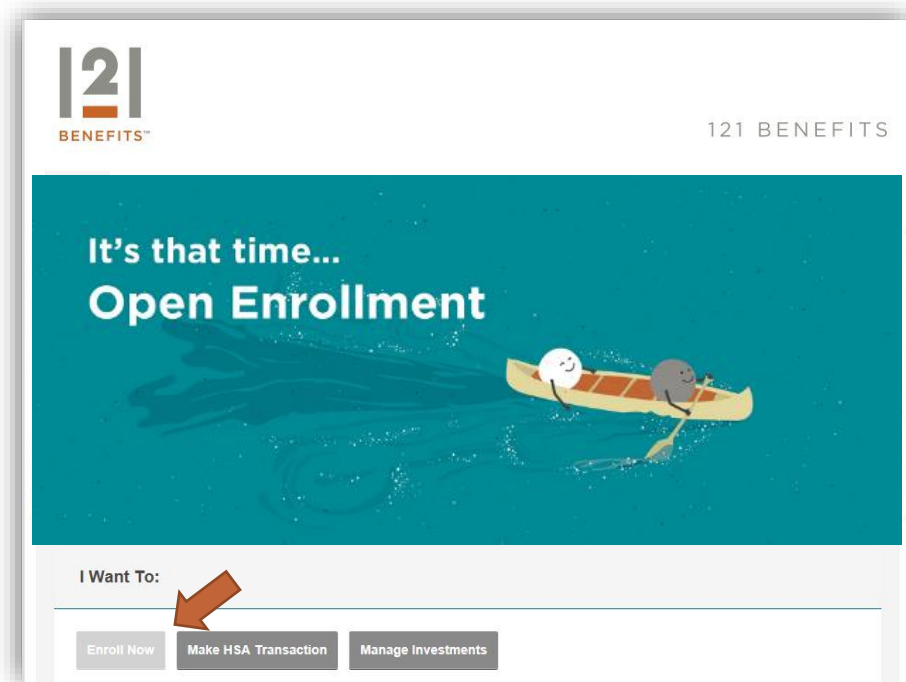 121
BENEFITS™
121 BENEFITS
It's that time...
Open Enrollment
I Want To:
Enroll Now Make HSA Transaction Manage Investments